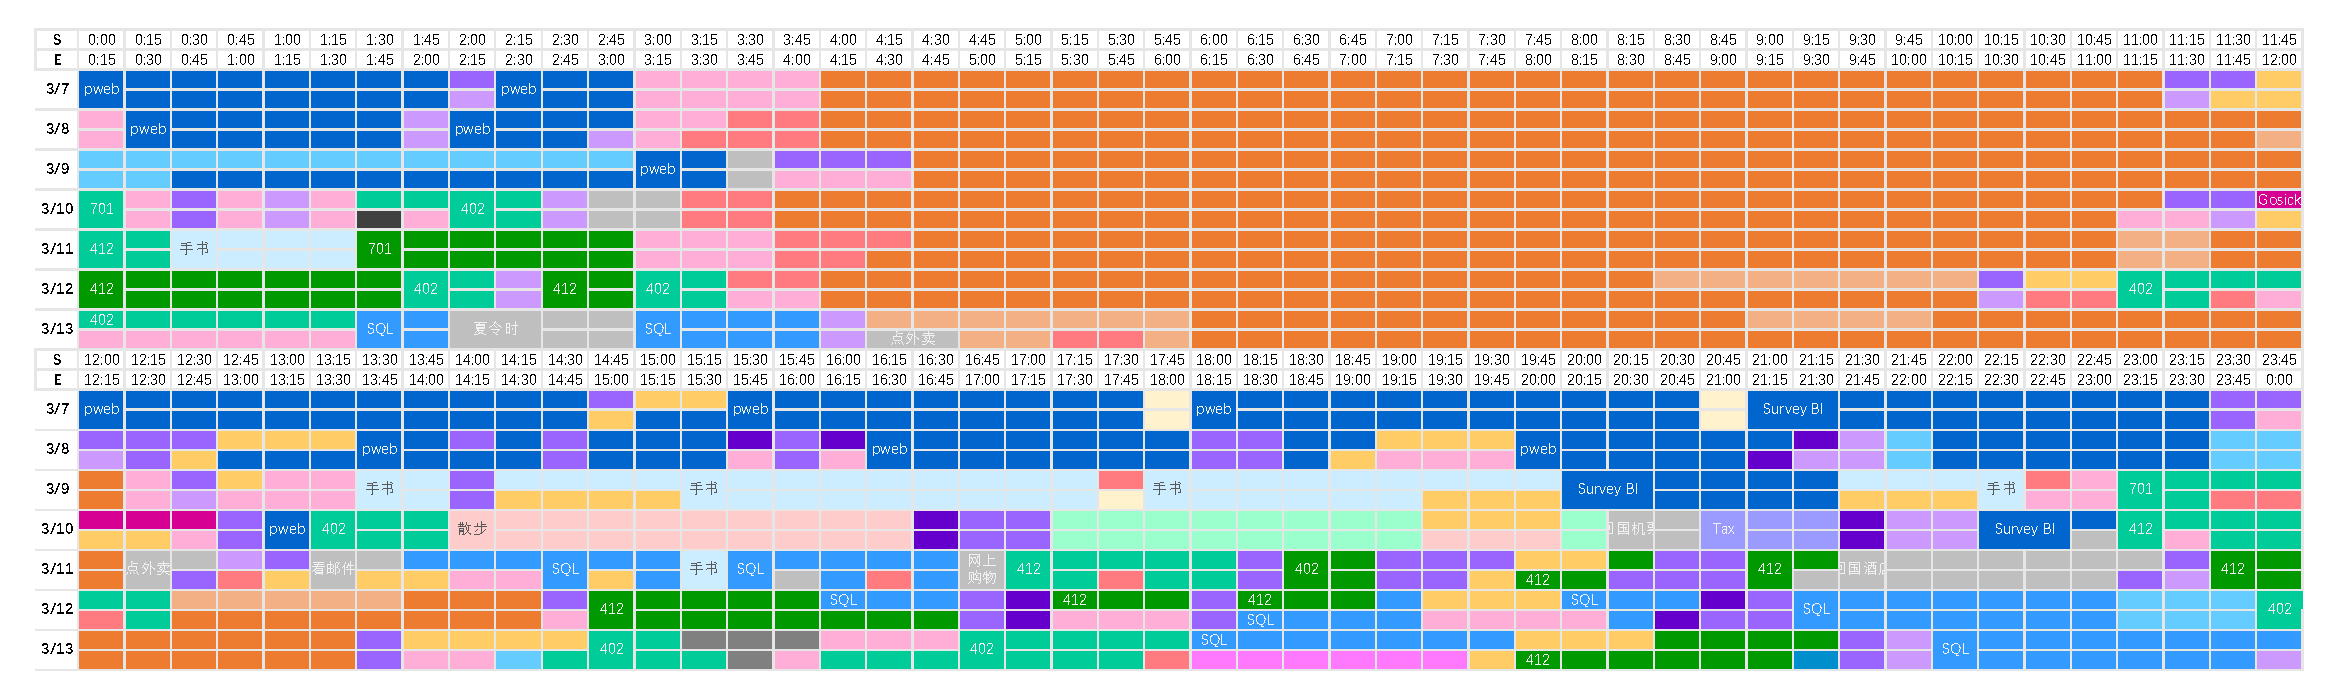 S 0:00 0:15 0:30 0:45 1:00 1:15 1:30 1:45 2:00 2:15 2:30 2:45 3:00 3:15 3:30 3:45 4:00 4:15 4:30 4:45 5:00 5:15 5:30 5:45 6:00 6:15 6:30 6:45 7:00 7:15 7:30 7:45 8:00 8:15 8:30 8:45 9:00 9:15 9:30 9:45 10:00 10:15 10:30 10:45 11:00 11:15 11:30 11:45
E 0:15 0:30 0:45 1:00 1:15 1:30 1:45 2:00 2:15 2:30 2:45 3:00 3:15 3:30 3:45 4:00 4:15 4:30 4:45 5:00 5:15 5:30 5:45 6:00 6:15 6:30 6:45 7:00 7:15 7:30 7:45 8:00 8:15 8:30 8:45 9:00 9:15 9:30 9:45 10:00 10:15 10:30 10:45 11:00 11:15 11:30 11:45 12:00
3/7 pweb pweb
3/8 pweb pweb
3/9 pweb
3/10 701 402 Gosick
3/11 412 手书 701
3/12 412 402 412 402 402
3/13 402 SQL 夏令时 SQL 点外卖
S 12:00 12:15 12:30 12:45 13:00 13:15 13:30 13:45 14:00 14:15 14:30 14:45 15:00 15:15 15:30 15:45 16:00 16:15 16:30 16:45 17:00 17:15 17:30 17:45 18:00 18:15 18:30 18:45 19:00 19:15 19:30 19:45 20:00 20:15 20:30 20:45 21:00 21:15 21:30 21:45 22:00 22:15 22:30 22:45 23:00 23:15 23:30 23:45
E 12:15 12:30 12:45 13:00 13:15 13:30 13:45 14:00 14:15 14:30 14:45 15:00 15:15 15:30 15:45 16:00 16:15 16:30 16:45 17:00 17:15 17:30 17:45 18:00 18:15 18:30 18:45 19:00 19:15 19:30 19:45 20:00 20:15 20:30 20:45 21:00 21:15 21:30 21:45 22:00 22:15 22:30 22:45 23:00 23:15 23:30 23:45 0:00
3/7 pweb pweb pweb Survey BI
3/8 pweb pweb pweb
3/9 手书 手书 手书 Survey BI 手书 701
3/10 pweb 402 散步 回国机票 Tax Survey BI 412
3/11 点外卖 看邮件 SQL 手书 SQL 网上购物 412 402 412 412 回国酒店 412
3/12 412 SQL 412 412 SQL SQL SQL 402
3/13 402 402 SQL 412 SQL